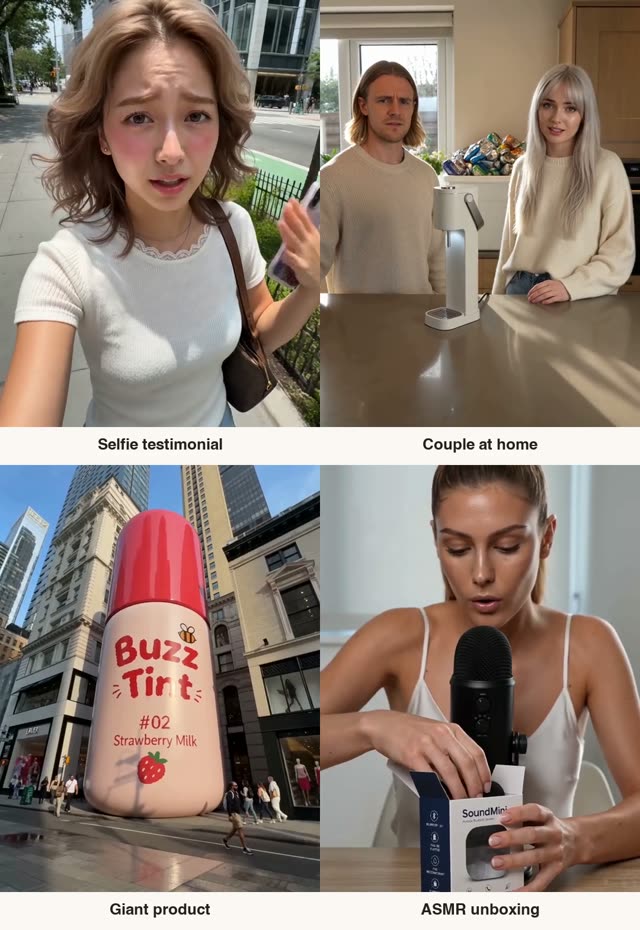 Selfie testimonial
Couple at home
Buzz
Tint
#02
Strawberry Milk
SoundMini
Giant product
ASMR unboxing